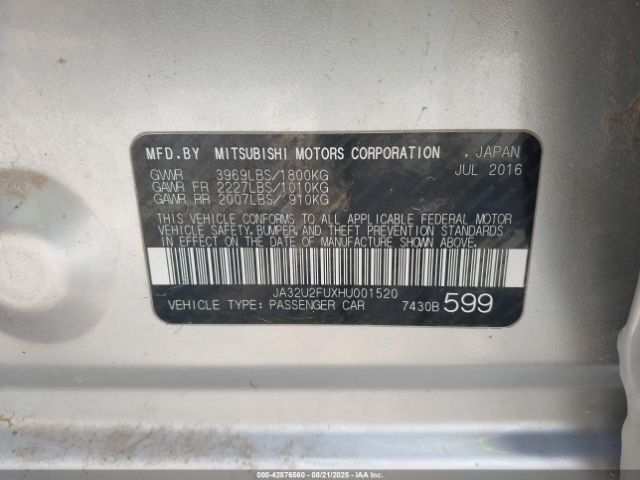 MFD.BY MITSUBISHI MOTORS CORPORATION , JAPAN
GVWR 3969LBS/1800KG JUL 2016
GAWR FR 2227LBS/1010KG
GAWR RR 2007LBS/ 910KG
THIS VEHICLE CONFORMS TO ALL APPLICABLE FEDERAL MOTOR
VEHICLE SAFETY,BUMPER,AND THEFT PREVENTION STANDARDS
IN EFFECT ON THE DATE OF MANUFACTURE SHOWN ABOVE.
JA32U2FUXHU001520
VEHICLE TYPE: PASSENGER CAR 7430B 599
000-42876560 - 08/21/2025 - COPYRIGHT IAA, LLC.